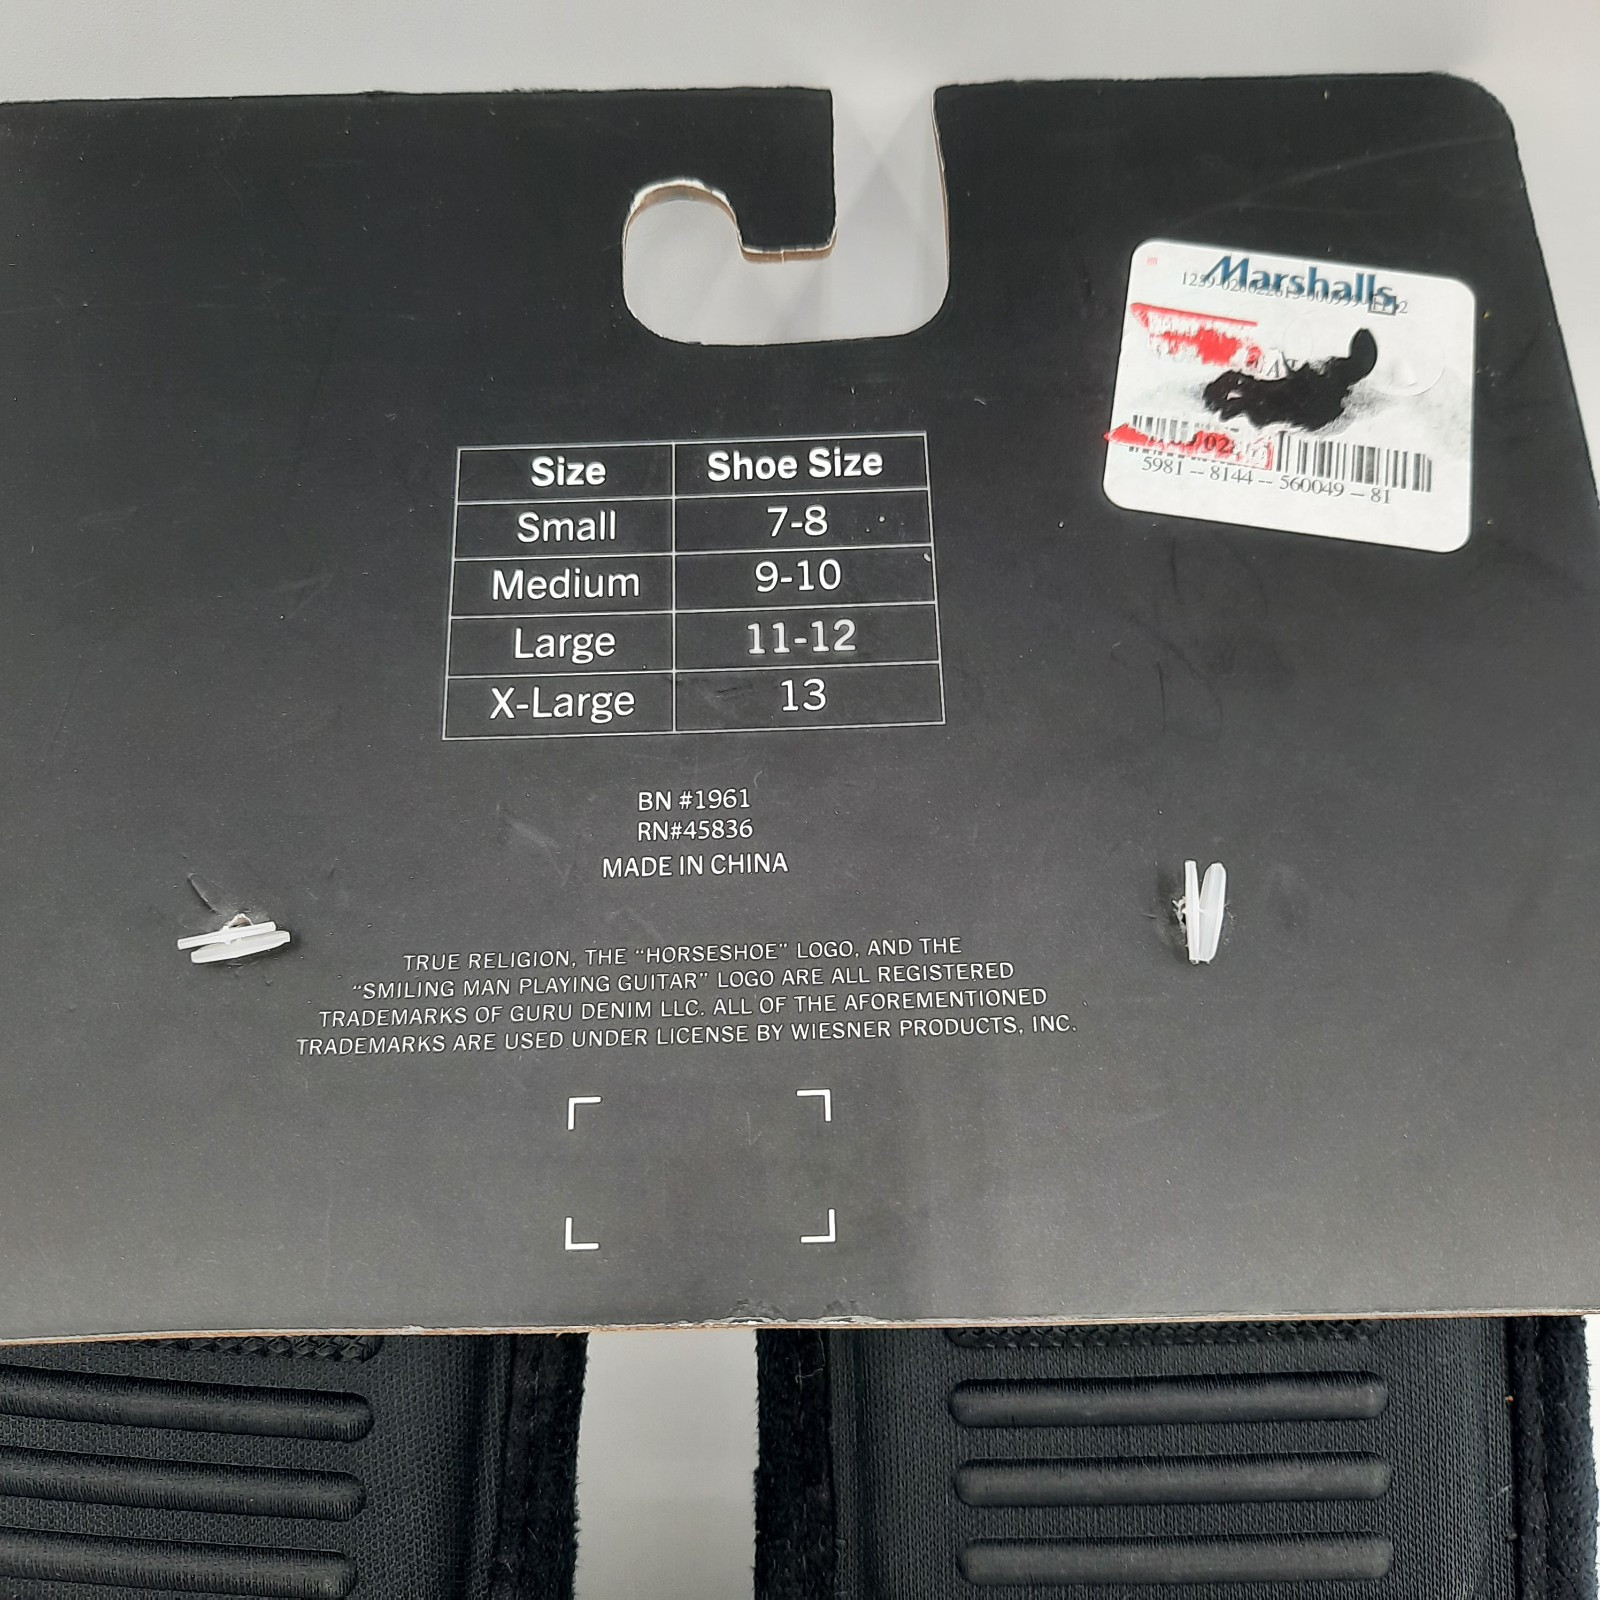 Marshalls
5981 -- 8144 -- 560049 -- 81
Size Shoe Size
Small 7-8
Medium 9-10
Large 11-12
X-Large 13
BN #1961
RN#45836
MADE IN CHINA
TRUE RELIGION, THE “HORSESHOE” LOGO, AND THE
“SMILING MAN PLAYING GUITAR” LOGO ARE ALL REGISTERED
TRADEMARKS OF GURU DENIM LLC. ALL OF THE AFOREMENTIONED
TRADEMARKS ARE USED UNDER LICENSE BY WIESNER PRODUCTS, INC.